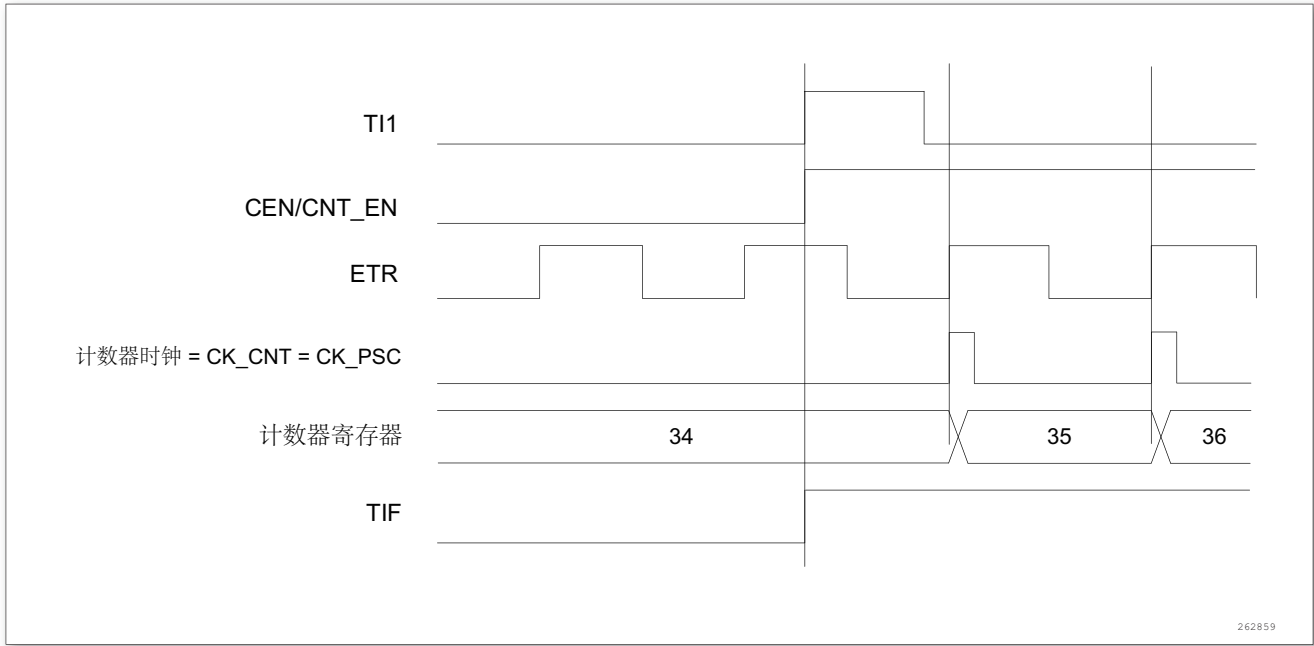 TI1
CEN/CNT_EN
ETR
计数器时钟 = CK_CNT = CK_PSC
计数器寄存器 34 35 36
TIF
262859